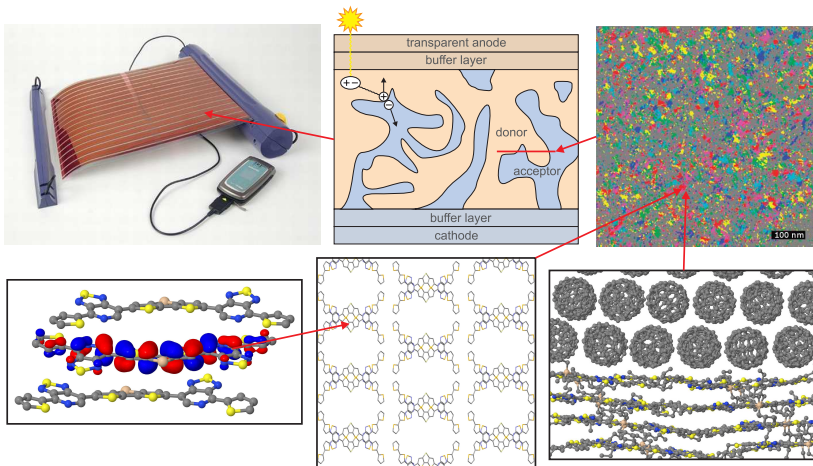 transparent anode
buffer layer
+ −
+
−
donor
acceptor
buffer layer
cathode
100 nm